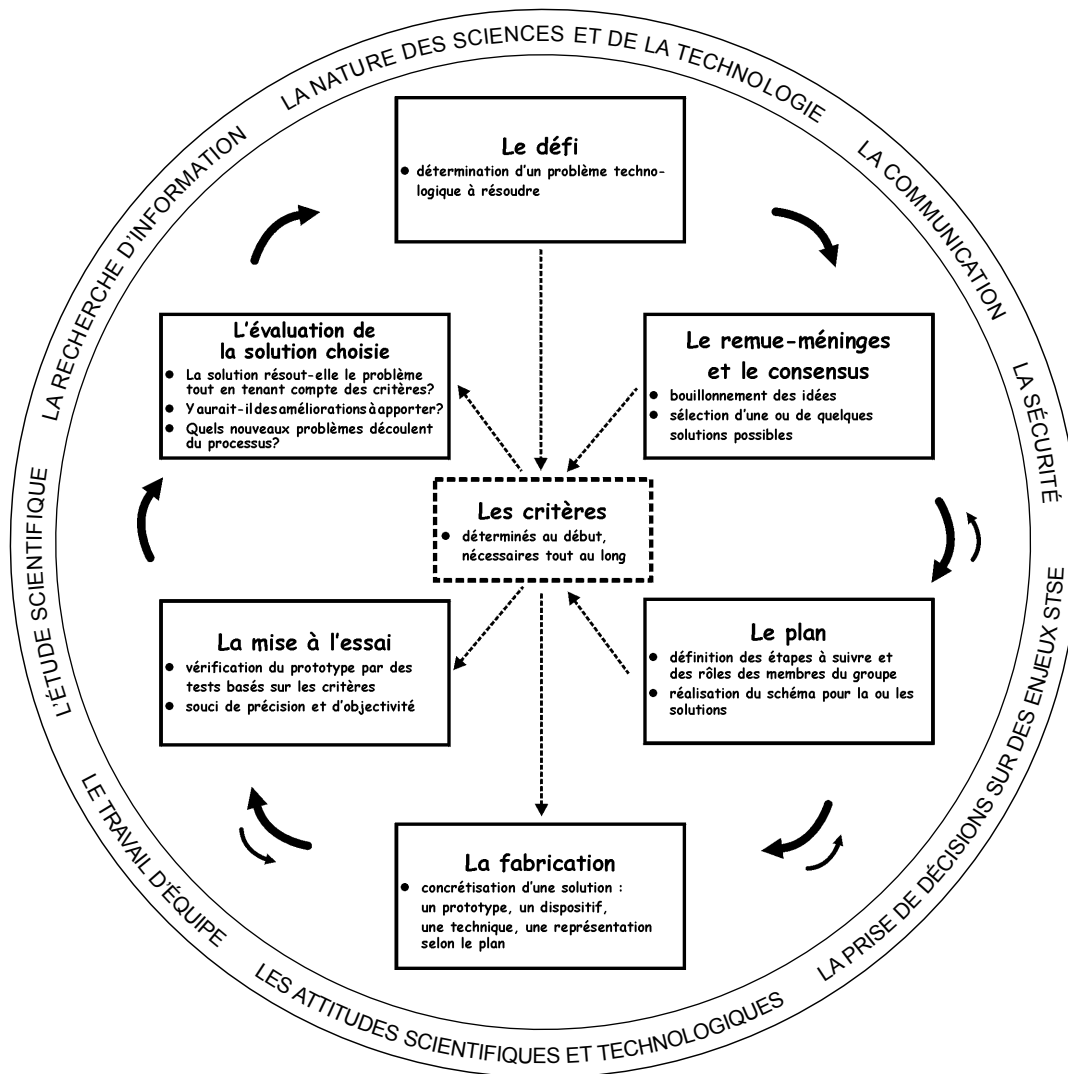 LA NATURE DES SCIENCES ET DE LA TECHNOLOGIE
LA COMMUNICATION
LA SÉCURITÉ
LA PRISE DE DÉCISIONS SUR DES ENJEUX STSE
LES ATTITUDES SCIENTIFIQUES ET TECHNOLOGIQUES
LE TRAVAIL D'ÉQUIPE
L'ÉTUDE SCIENTIFIQUE
LA RECHERCHE D'INFORMATION
Le défi
• détermination d'un problème techno-
logique à résoudre
Le remue-méninges
et le consensus
• bouillonnement des idées
• sélection d'une ou de quelques
solutions possibles
Le plan
• définition des étapes à suivre et
des rôles des membres du groupe
• réalisation du schéma pour la ou les
solutions
La fabrication
• concrétisation d'une solution :
un prototype, un dispositif,
une technique, une représentation
selon le plan
La mise à l'essai
• vérification du prototype par des
tests basés sur les critères
• souci de précision et d'objectivité
L'évaluation de
la solution choisie
• La solution résout-elle le problème
tout en tenant compte des critères?
• Y aurait-il des améliorations à apporter?
• Quels nouveaux problèmes découlent
du processus?
Les critères
• déterminés au début,
nécessaires tout au long